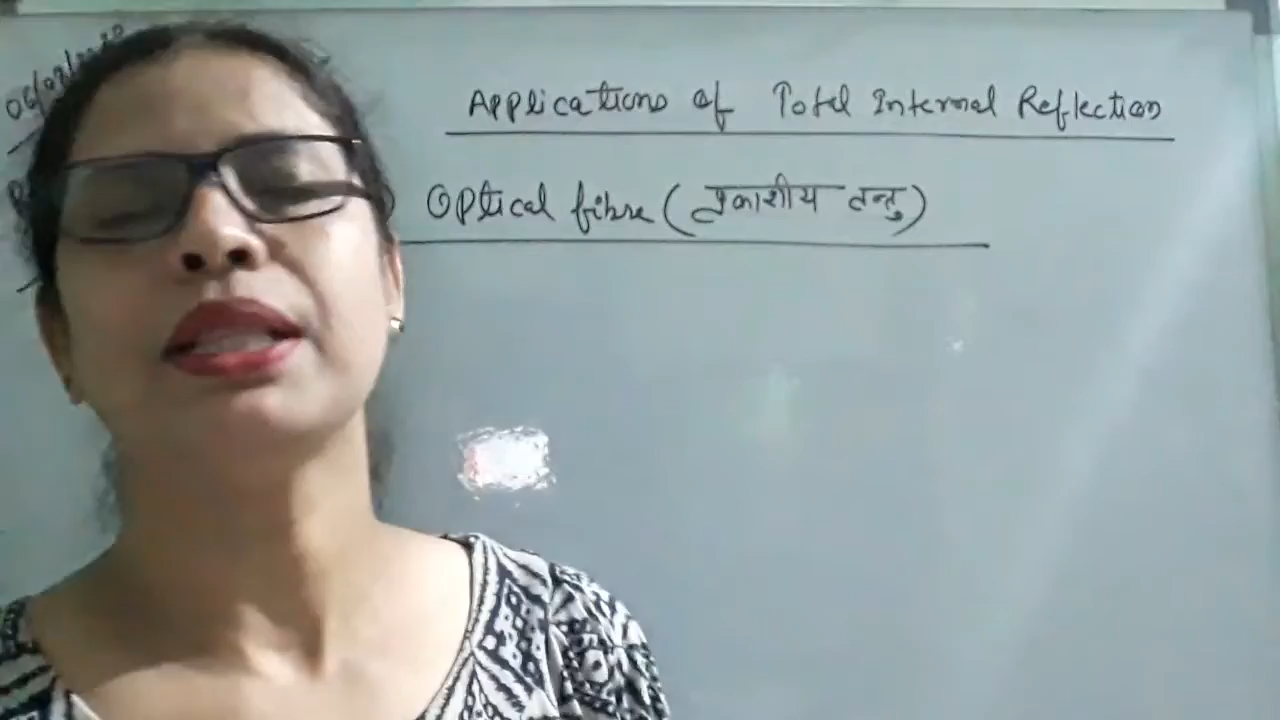 Applications of Total Internal Reflection
Optical fibre (प्रकाशीय तन्तु)